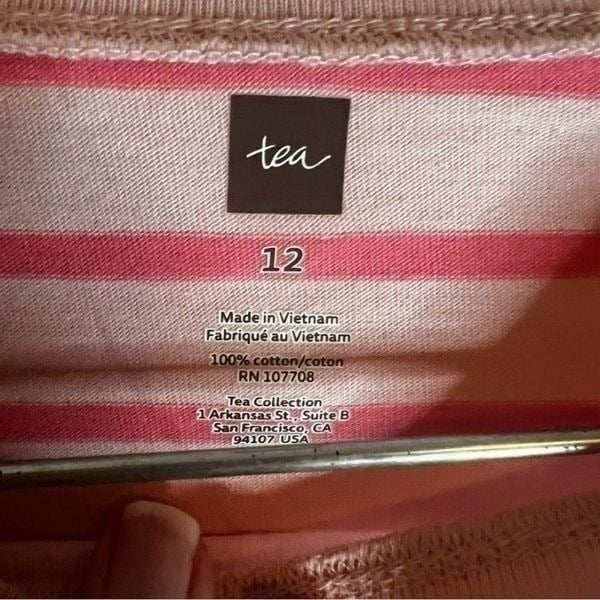 tea
12
Made in Vietnam
Fabriqué au Vietnam
100% cotton/coton
RN 107708
Tea Collection
1 Arkansas St., Suite B
San Francisco, CA
94107 USA